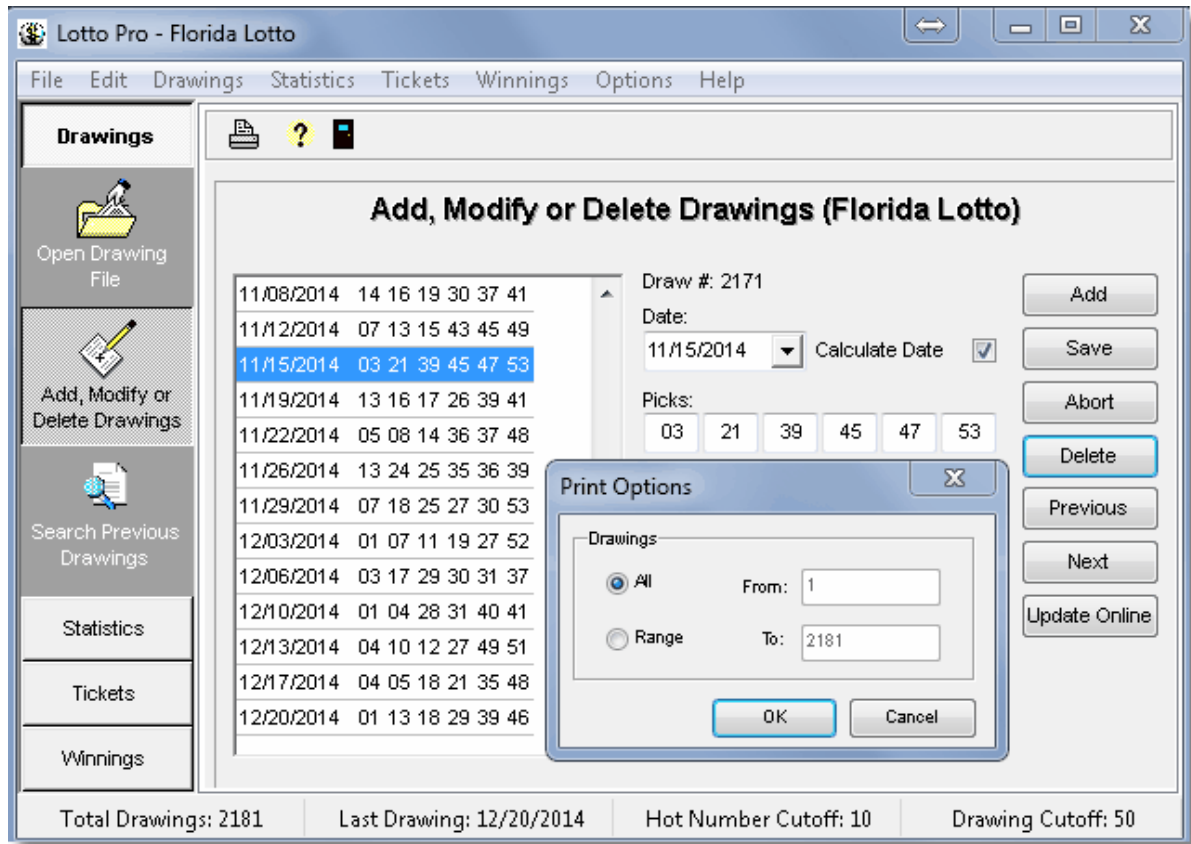 Lotto Pro - Florida Lotto
File Edit Drawings Statistics Tickets Winnings Options Help
Drawings
Open Drawing
File
Add, Modify or
Delete Drawings
Search Previous
Drawings
Statistics
Tickets
Winnings
Add, Modify or Delete Drawings (Florida Lotto)
11/08/2014 14 16 19 30 37 41
11/12/2014 07 13 15 43 45 49
11/15/2014 03 21 39 45 47 53
11/19/2014 13 16 17 26 39 41
11/22/2014 05 08 14 36 37 48
11/26/2014 13 24 25 35 36 39
11/29/2014 07 18 25 27 30 53
12/03/2014 01 07 11 19 27 52
12/06/2014 03 17 29 30 31 37
12/10/2014 01 04 28 31 40 41
12/13/2014 04 10 12 27 49 51
12/17/2014 04 05 18 21 35 48
12/20/2014 01 13 18 29 39 46
Draw #: 2171
Date:
11/15/2014 Calculate Date
Picks:
03 21 39 45 47 53
Add
Save
Abort
Delete
Previous
Next
Update Online
Print Options
Drawings
All From: 1
Range To: 2181
OK Cancel
Total Drawings: 2181 Last Drawing: 12/20/2014 Hot Number Cutoff: 10 Drawing Cutoff: 50